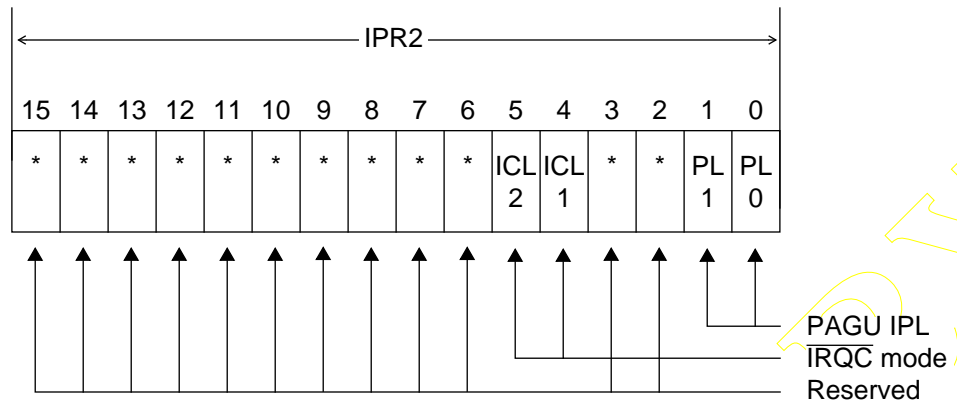 IPR2
15 14 13 12 11 10 9 8 7 6 5 4 3 2 1 0
* * * * * * * * * * ICL ICL * * PL PL
2 1 1 0
PAGU IPL
IRQC mode
Reserved